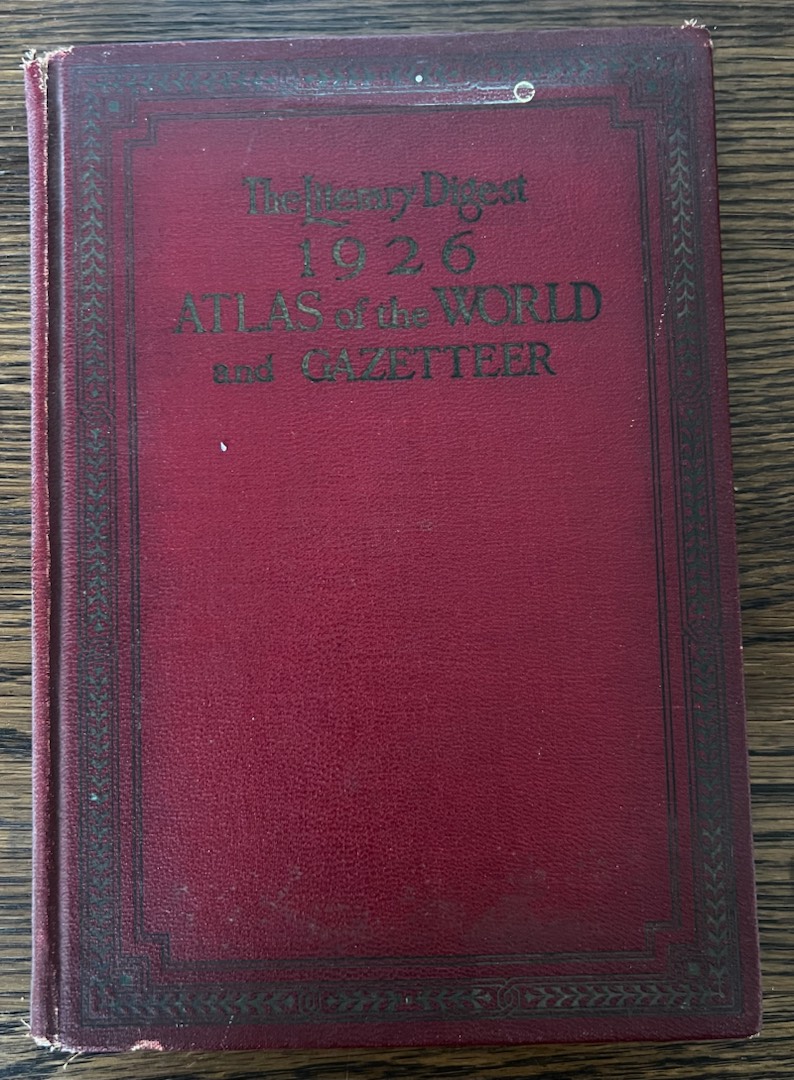 The Literary Digest
1926
ATLAS of the WORLD
and GAZETTEER